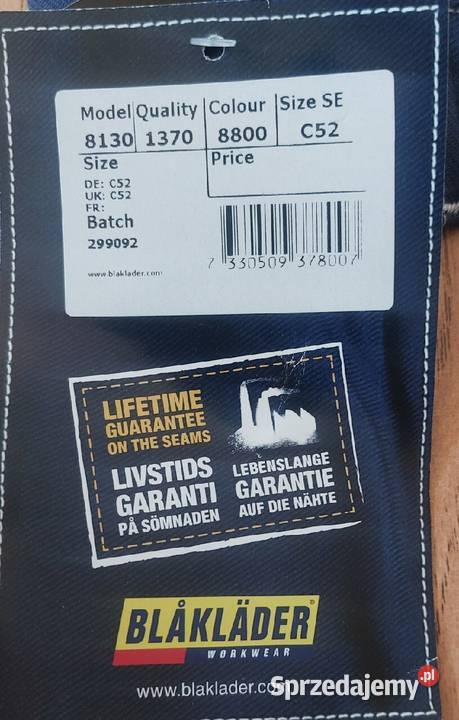 Model Quality Colour Size SE
8130 1370 8800 C52
Size Price
DE: C52
UK: C52
FR:
Batch
299092
www.blaklader.com
7 330509 378007
LIFETIME
GUARANTEE
ON THE SEAMS
LIVSTIDS
GARANTI
PÅ SÖMNADEN
LEBENSLANGE
GARANTIE
AUF DIE NÄHTE
BLÅKLÄDER®
WORKWEAR
www.blaklader.com
Sprzedajemy.pl